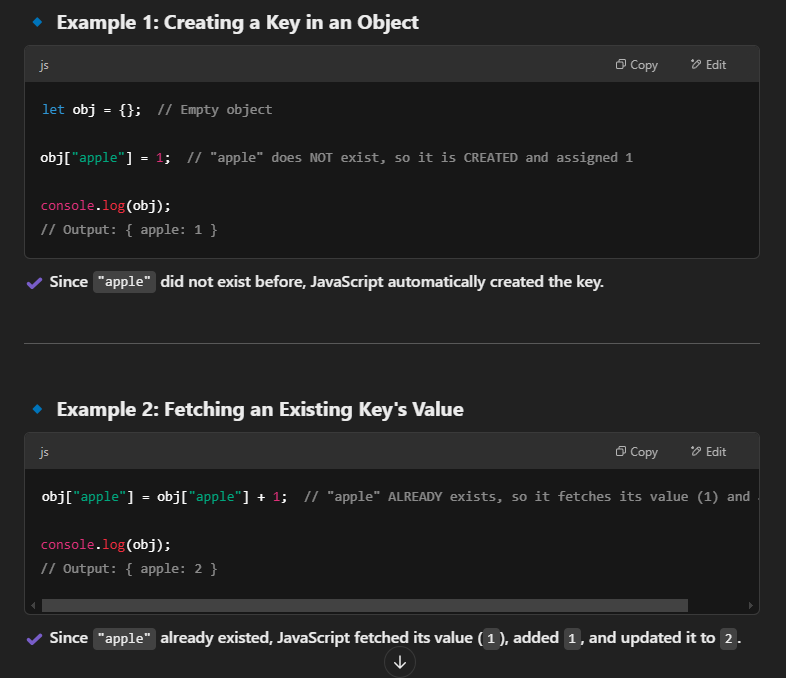 Example 1: Creating a Key in an Object
js
Copy
Edit
let obj = {};  // Empty object
obj["apple"] = 1;  // "apple" does NOT exist, so it is CREATED and assigned 1
console.log(obj);
// Output: { apple: 1 }
Since "apple" did not exist before, JavaScript automatically created the key.
Example 2: Fetching an Existing Key's Value
js
Copy
Edit
obj["apple"] = obj["apple"] + 1;  // "apple" ALREADY exists, so it fetches its value (1) and
console.log(obj);
// Output: { apple: 2 }
Since "apple" already existed, JavaScript fetched its value (1), added 1, and updated it to 2.